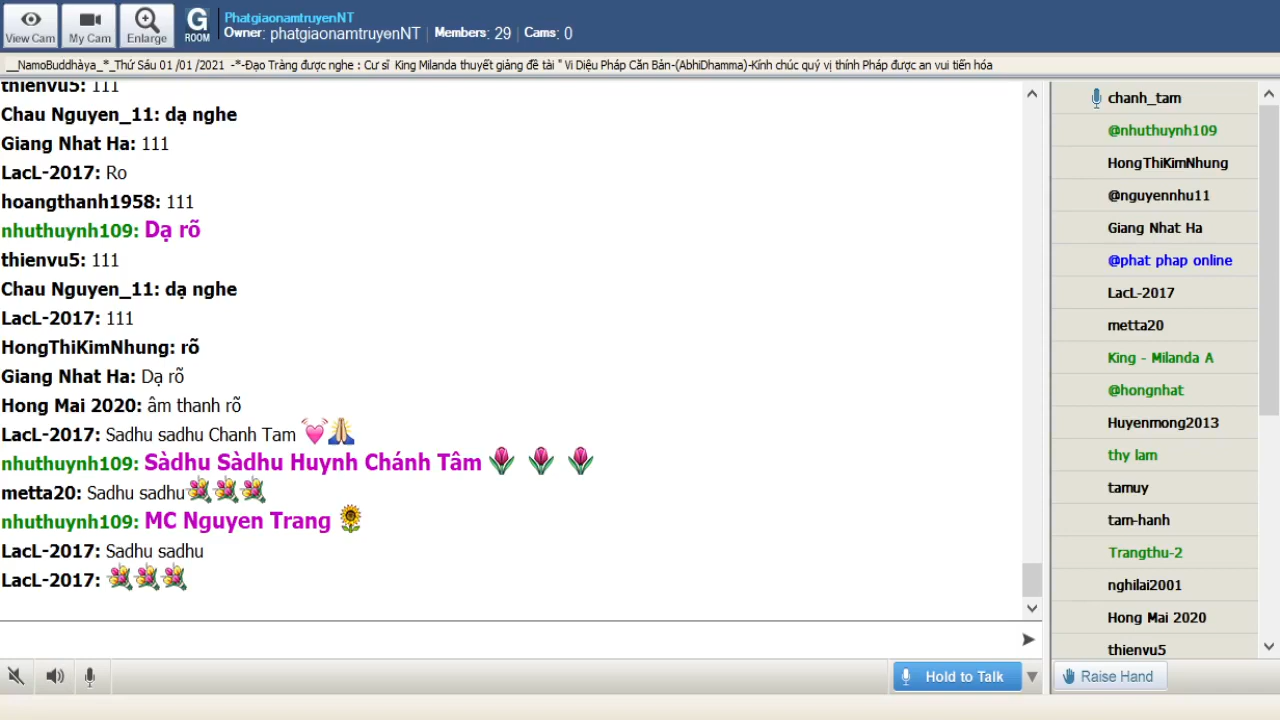 View Cam
My Cam
Enlarge
G
ROOM
PhatgiaonamtruyenNT
Owner: phatgiaonamtruyenNT Members: 29 Cams: 0
__NamoBuddhàya_*_Thứ Sáu 01 /01 /2021 -*-Đạo Tràng được nghe : Cư sĩ King Milanda thuyết giảng đề tài " Vi Diệu Pháp Căn Bản-(AbhiDhamma)-Kính chúc quý vị thính Pháp được an vui tiến hóa
thienvu5: 111
Chau Nguyen_11: dạ nghe
Giang Nhat Ha: 111
LacL-2017: Ro
hoangthanh1958: 111
nhuthuynh109: Dạ rõ
thienvu5: 111
Chau Nguyen_11: dạ nghe
LacL-2017: 111
HongThiKimNhung: rõ
Giang Nhat Ha: Dạ rõ
Hong Mai 2020: âm thanh rõ
LacL-2017: Sadhu sadhu Chanh Tam 💓🙏
nhuthuynh109: Sàdhu Sàdhu Huynh Chánh Tâm 🌷 🌷 🌷
metta20: Sadhu sadhu💐💐💐
nhuthuynh109: MC Nguyen Trang 🌻
LacL-2017: Sadhu sadhu
LacL-2017: 💐💐💐
chanh_tam
@nhuthuynh109
HongThiKimNhung
@nguyennhu11
Giang Nhat Ha
@phat phap online
LacL-2017
metta20
King - Milanda A
@hongnhat
Huyenmong2013
thy lam
tamuy
tam-hanh
Trangthu-2
nghilai2001
Hong Mai 2020
thienvu5
Hold to Talk
Raise Hand